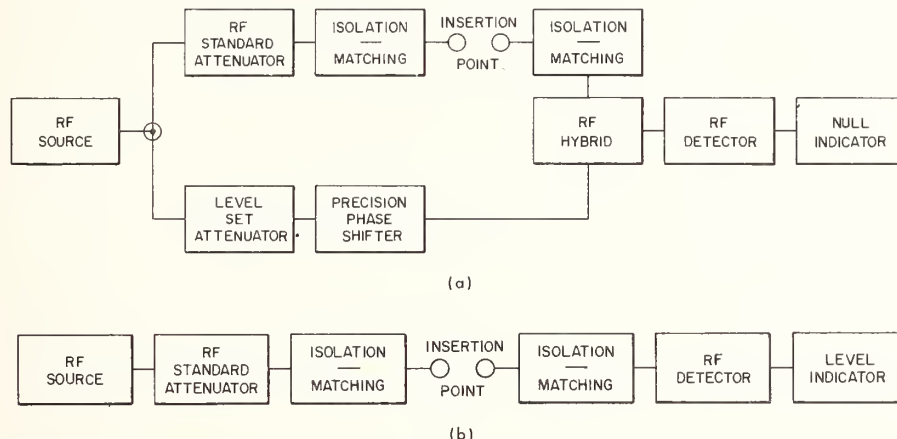 RF
STANDARD
ATTENUATOR
ISOLATION
—
MATCHING
INSERTION
POINT
ISOLATION
—
MATCHING
RF
SOURCE
RF
HYBRID
RF
DETECTOR
NULL
INDICATOR
LEVEL
SET
ATTENUATOR
PRECISION
PHASE
SHIFTER
(a)
RF
SOURCE
RF
STANDARD
ATTENUATOR
ISOLATION
—
MATCHING
INSERTION
POINT
ISOLATION
—
MATCHING
RF
DETECTOR
LEVEL
INDICATOR
(b)